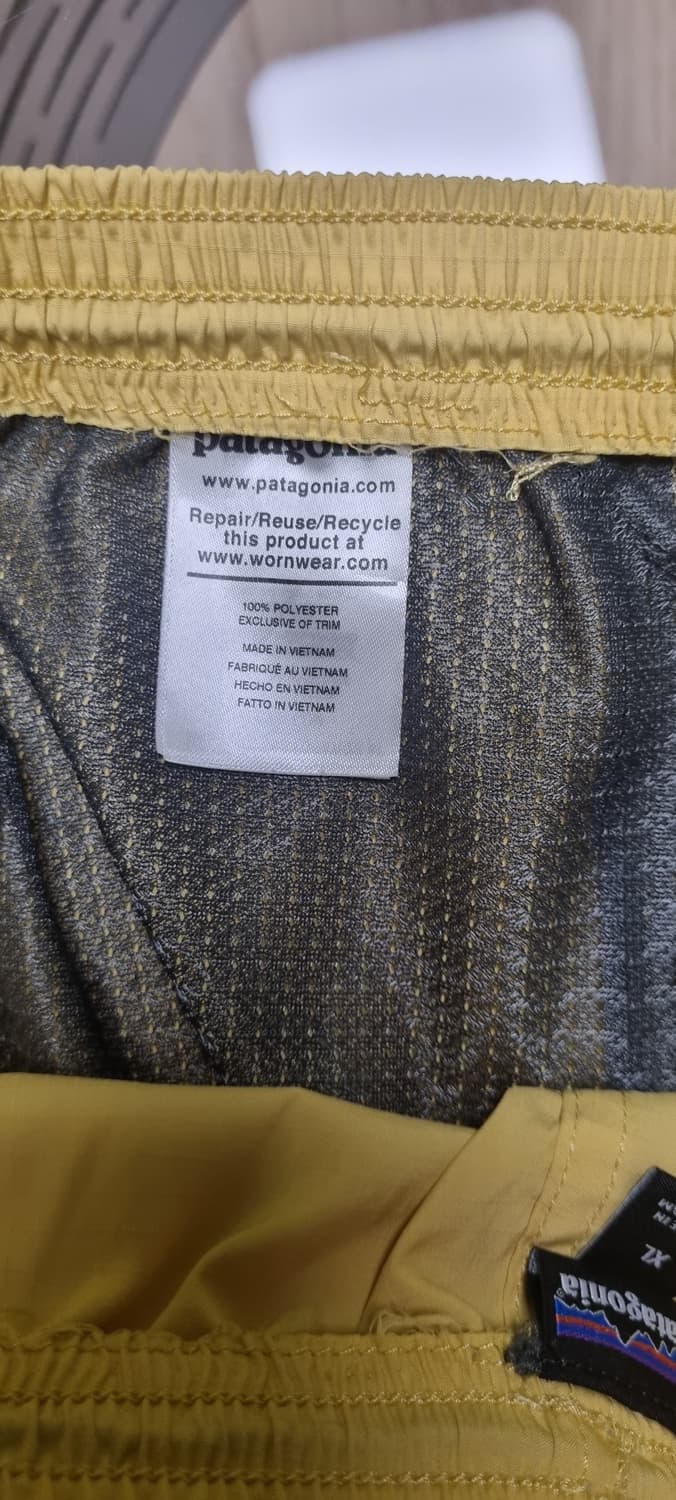 patagonia
www.patagonia.com
Repair/Reuse/Recycle
this product at
www.wornwear.com
100% POLYESTER
EXCLUSIVE OF TRIM
MADE IN VIETNAM
FABRIQUÉ AU VIETNAM
HECHO EN VIETNAM
FATTO IN VIETNAM
XL
patagonia®